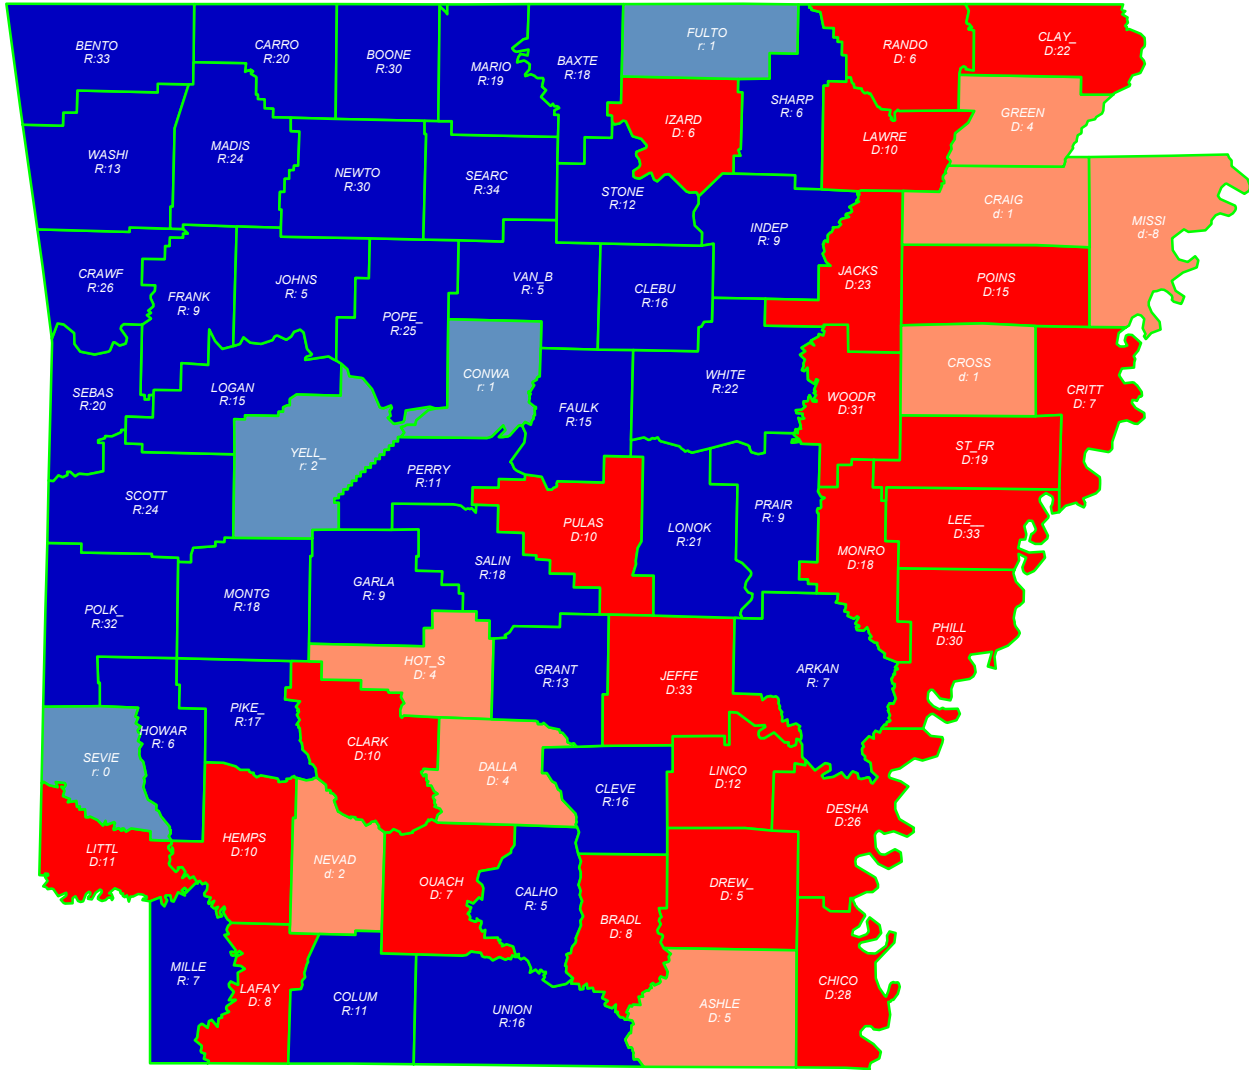 BENTO
R:33
CARRO
R:20
BOONE
R:30
MARIO
R:19
BAXTE
R:18
FULTO
r: 1
RANDO
D: 6
CLAY_
D:22
SHARP
R: 6
IZARD
D: 6
GREEN
D: 4
LAWRE
D:10
WASHI
R:13
MADIS
R:24
NEWTO
R:30
SEARC
R:34
STONE
R:12
CRAIG
d: 1
MISSI
d:-8
INDEP
R: 9
CRAWF
R:26
FRANK
R: 9
JOHNS
R: 5
POPE_
R:25
VAN_B
R: 5
CLEBU
R:16
JACKS
D:23
POINS
D:15
SEBAS
R:20
LOGAN
R:15
CONWA
r: 1
FAULK
R:15
WHITE
R:22
WOODR
D:31
CROSS
d: 1
CRITT
D: 7
YELL_
r: 2
PERRY
R:11
ST_FR
D:19
SCOTT
R:24
PULAS
D:10
LONOK
R:21
PRAIR
R: 9
LEE__
D:33
MONRO
D:18
SALIN
R:18
GARLA
R: 9
MONTG
R:18
POLK_
R:32
PHILL
D:30
HOT_S
D: 4
GRANT
R:13
JEFFE
D:33
ARKAN
R: 7
PIKE_
R:17
HOWAR
R: 6
SEVIE
r: 0
CLARK
D:10
DALLA
D: 4
CLEVE
R:16
LINCO
D:12
DESHA
D:26
LITTL
D:11
HEMPS
D:10
NEVAD
d: 2
OUACH
D: 7
CALHO
R: 5
BRADL
D: 8
DREW_
D: 5
MILLE
R: 7
LAFAY
D: 8
COLUM
R:11
UNION
R:16
ASHLE
D: 5
CHICO
D:28